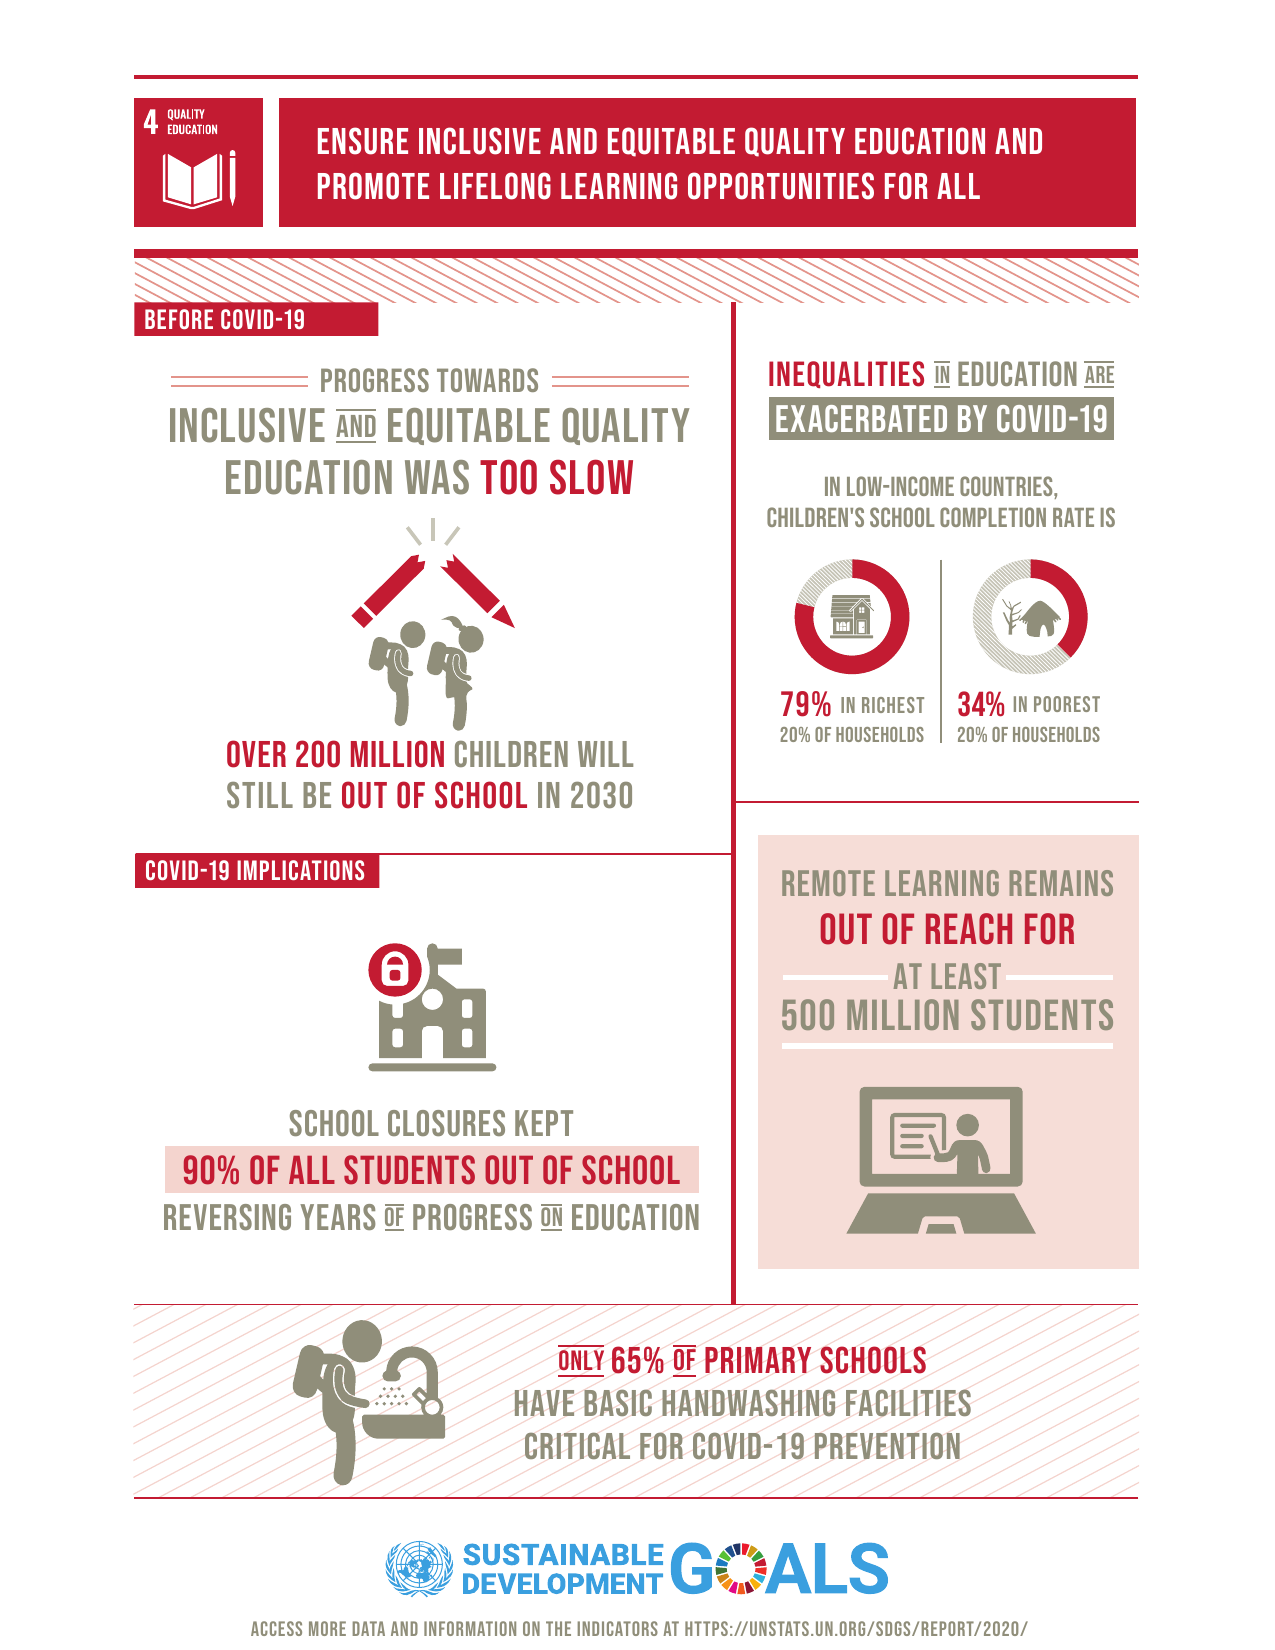 4 QUALITY
EDUCATION
ENSURE INCLUSIVE AND EQUITABLE QUALITY EDUCATION AND
PROMOTE LIFELONG LEARNING OPPORTUNITIES FOR ALL
BEFORE COVID-19
PROGRESS TOWARDS
INCLUSIVE AND EQUITABLE QUALITY
EDUCATION WAS TOO SLOW
OVER 200 MILLION CHILDREN WILL
STILL BE OUT OF SCHOOL IN 2030
INEQUALITIES IN EDUCATION ARE
EXACERBATED BY COVID-19
IN LOW-INCOME COUNTRIES,
CHILDREN'S SCHOOL COMPLETION RATE IS
79% IN RICHEST
20% OF HOUSEHOLDS
34% IN POOREST
20% OF HOUSEHOLDS
COVID-19 IMPLICATIONS
SCHOOL CLOSURES KEPT
90% OF ALL STUDENTS OUT OF SCHOOL
REVERSING YEARS OF PROGRESS ON EDUCATION
REMOTE LEARNING REMAINS
OUT OF REACH FOR
AT LEAST
500 MILLION STUDENTS
ONLY 65% OF PRIMARY SCHOOLS
HAVE BASIC HANDWASHING FACILITIES
CRITICAL FOR COVID-19 PREVENTION
SUSTAINABLE
DEVELOPMENT GOALS
ACCESS MORE DATA AND INFORMATION ON THE INDICATORS AT HTTPS://UNSTATS.UN.ORG/SDGS/REPORT/2020/